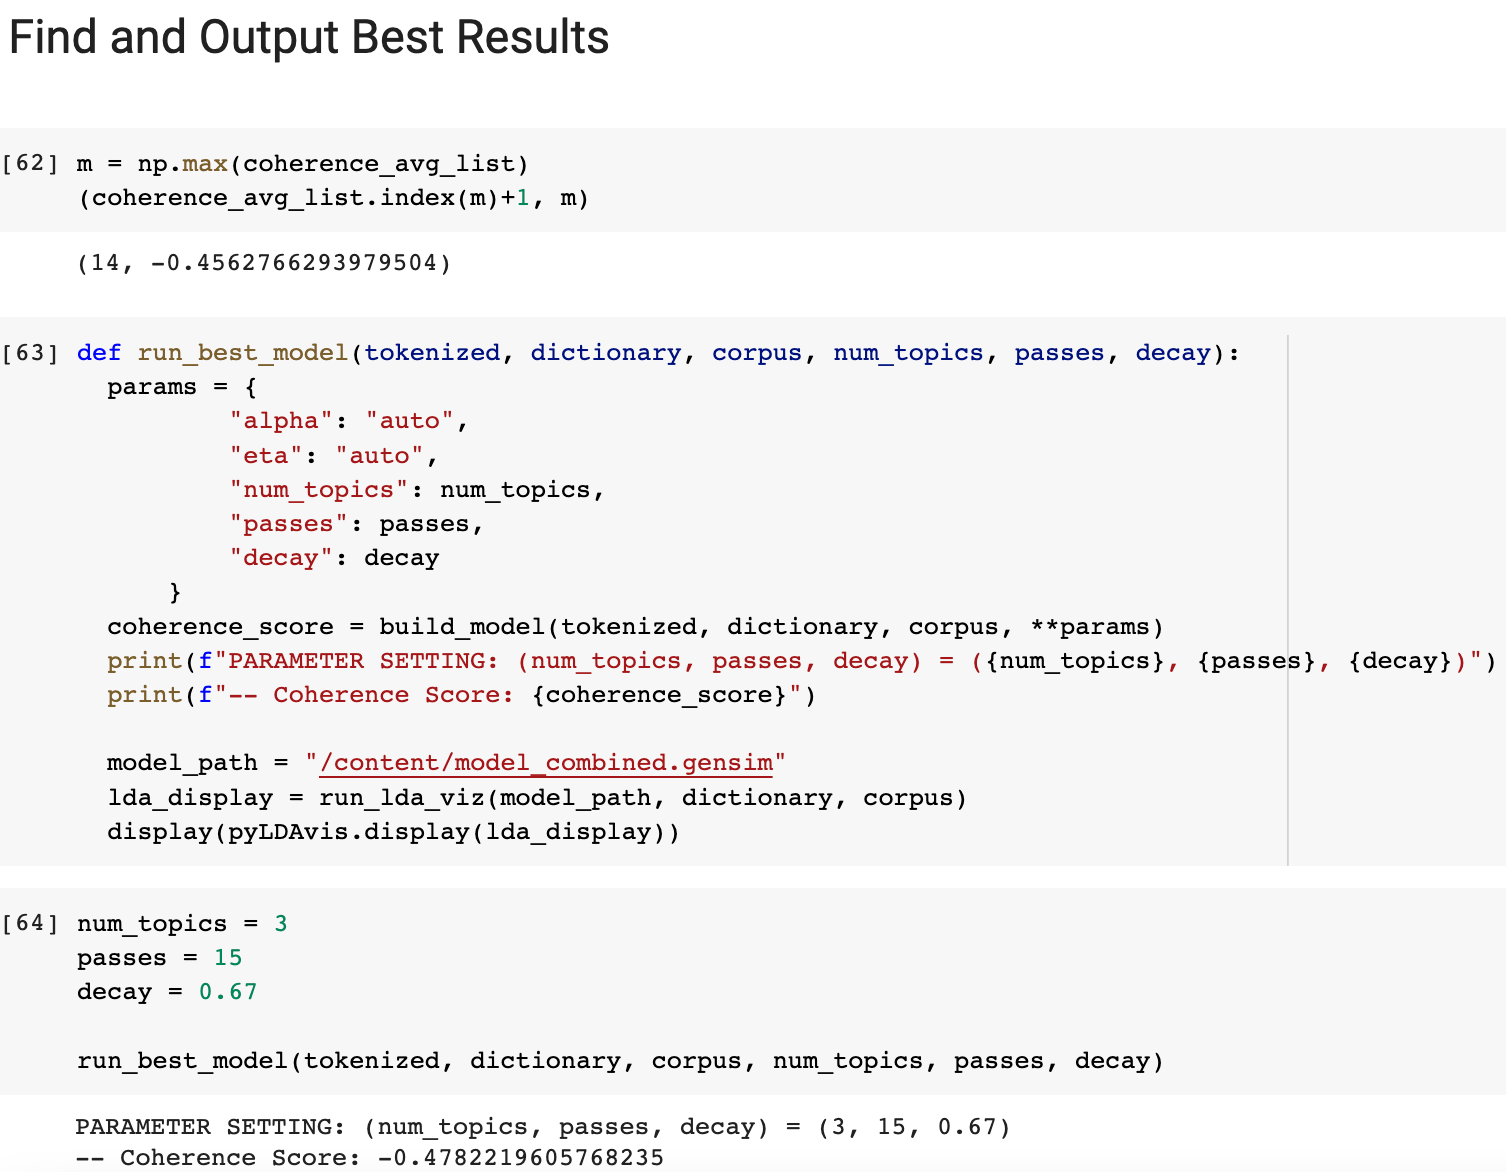 Find and Output Best Results
[62] m = np.max(coherence_avg_list)
(coherence_avg_list.index(m)+1, m)
(14, -0.4562766293979504)
[63] def run_best_model(tokenized, dictionary, corpus, num_topics, passes, decay):
params = {
"alpha": "auto",
"eta": "auto",
"num_topics": num_topics,
"passes": passes,
"decay": decay
}
coherence_score = build_model(tokenized, dictionary, corpus, **params)
print(f"PARAMETER SETTING: (num_topics, passes, decay) = ({num_topics}, {passes}, {decay})")
print(f"-- Coherence Score: {coherence_score}")
model_path = "/content/model_combined.gensim"
lda_display = run_lda_viz(model_path, dictionary, corpus)
display(pyLDAvis.display(lda_display))
[64] num_topics = 3
passes = 15
decay = 0.67
run_best_model(tokenized, dictionary, corpus, num_topics, passes, decay)
PARAMETER SETTING: (num_topics, passes, decay) = (3, 15, 0.67)
-- Coherence Score: -0.4782219605768235